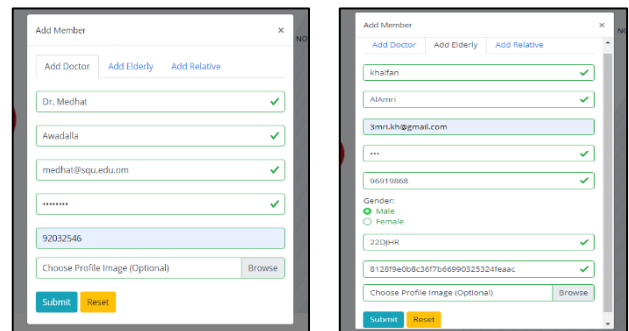 Add Member ×
Add Doctor Add Elderly Add Relative
Dr. Medhat
Awadalla
medhat@squ.edu.om
••••••••
92032546
Choose Profile Image (Optional) Browse
Submit Reset
NO
Add Member ×
Add Doctor Add Elderly Add Relative
khalfan
AlAmri
3mri.kh@gmail.com
•••
96919868
Gender:
Male
Female
22DJHR
8128f9e0b8c36f7b66990325324feaac
Choose Profile Image (Optional) Browse
Submit Reset